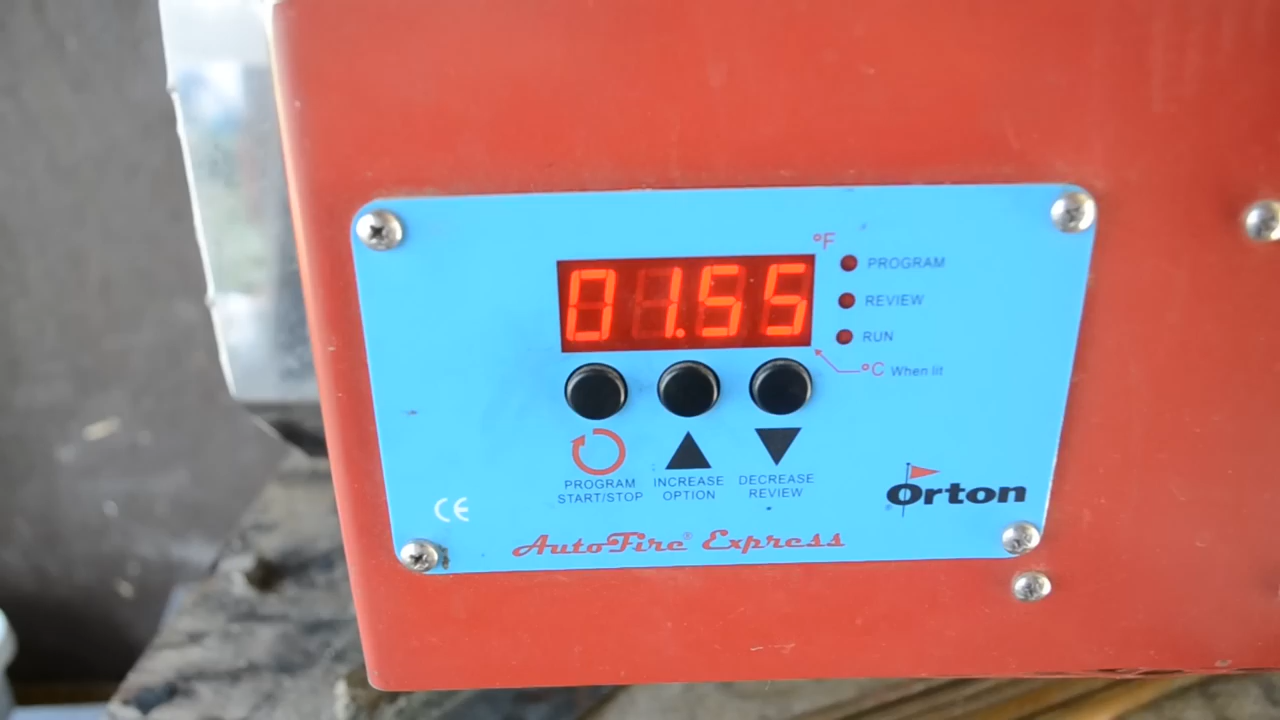 °F
01.55
PROGRAM
REVIEW
RUN
°C When lit
PROGRAM
START/STOP
INCREASE
OPTION
DECREASE
REVIEW
CE
Orton
AutoFire® Express